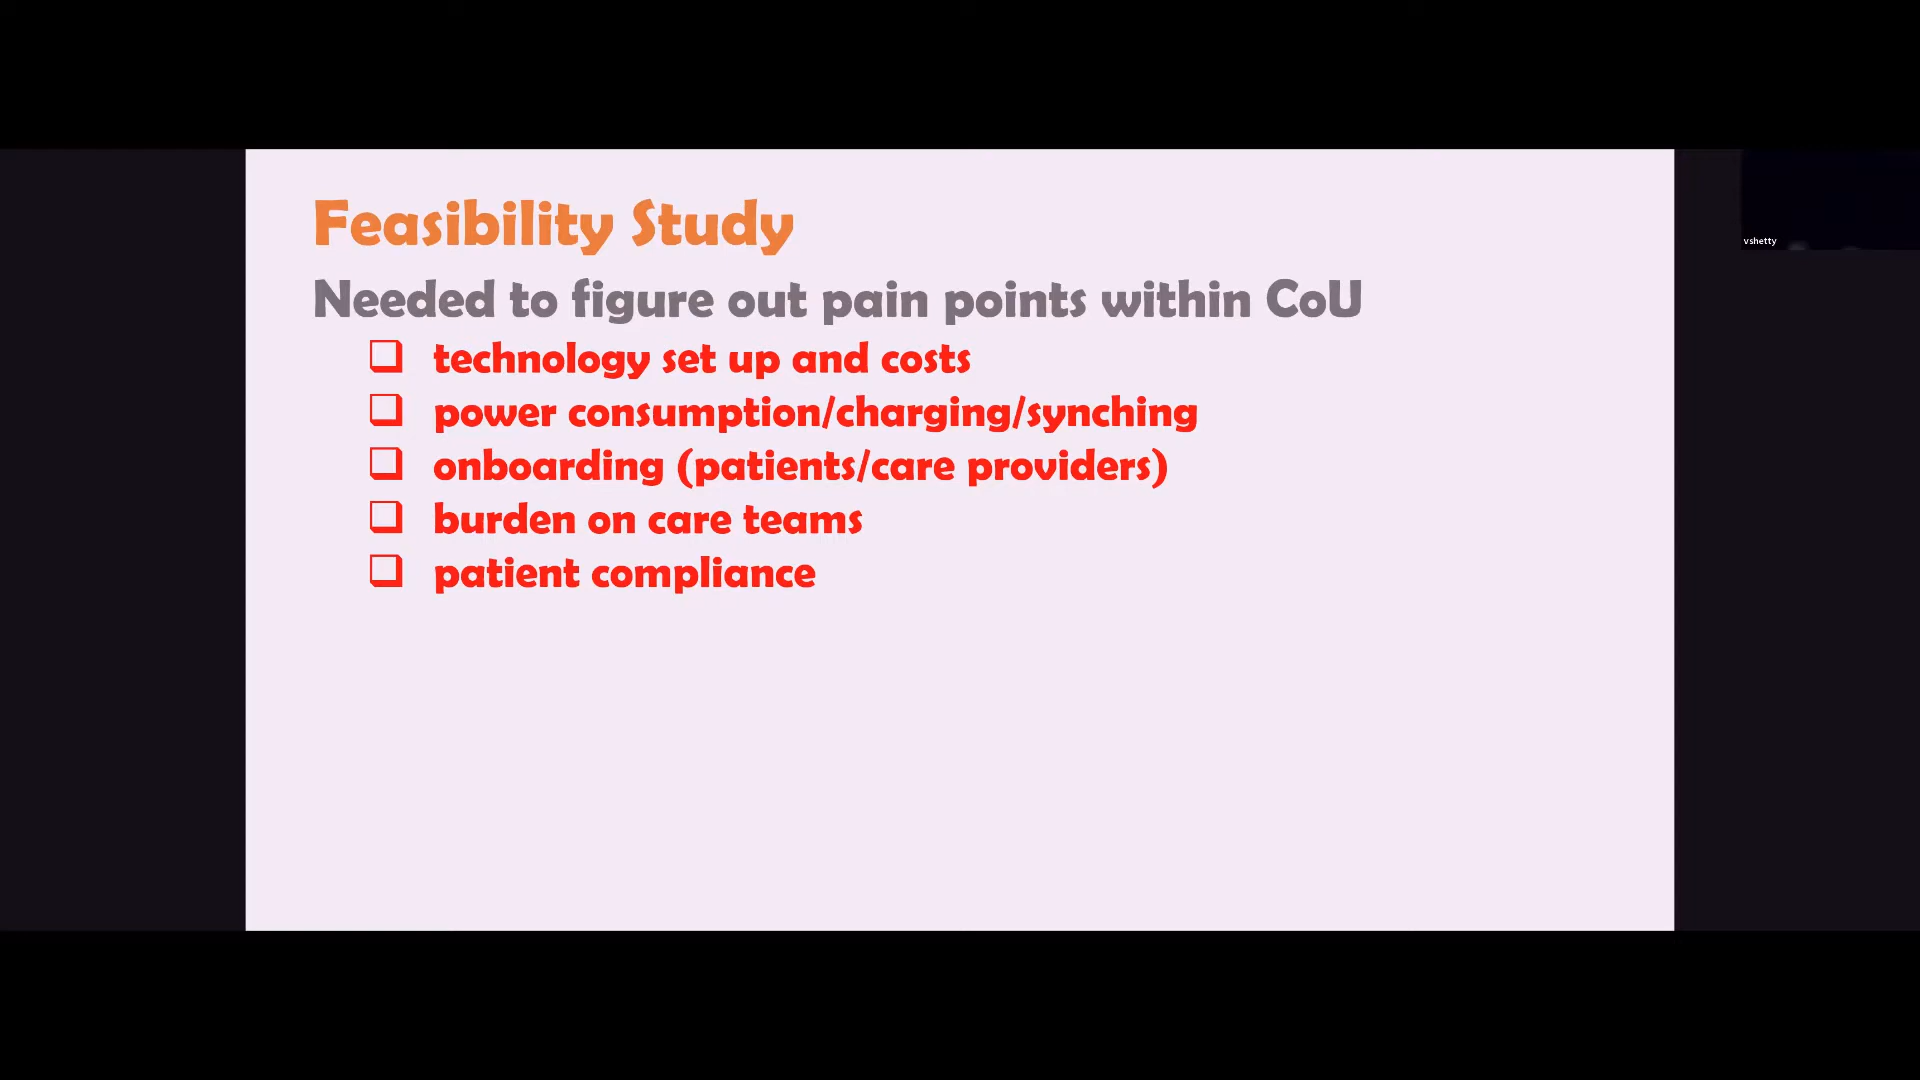 Feasibility Study
Needed to figure out pain points within CoU
❑ technology set up and costs
❑ power consumption/charging/synching
❑ onboarding (patients/care providers)
❑ burden on care teams
❑ patient compliance
vshetty